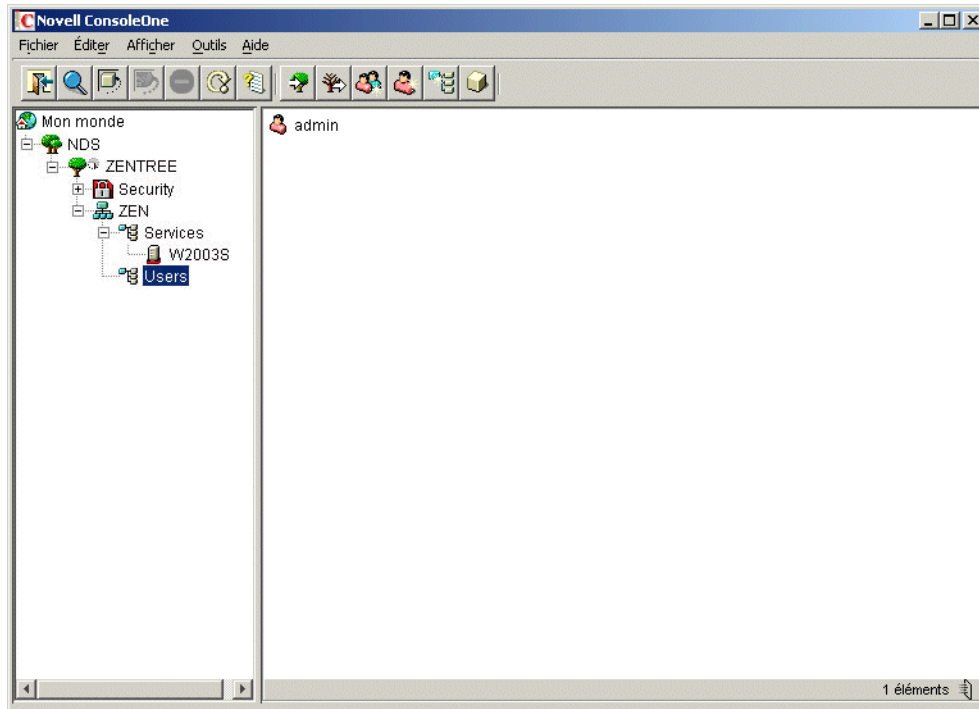 Novell ConsoleOne
Fichier Éditer Afficher Outils Aide
Mon monde
NDS
ZENTREE
Security
ZEN
Services
W2003S
Users
admin
1 éléments